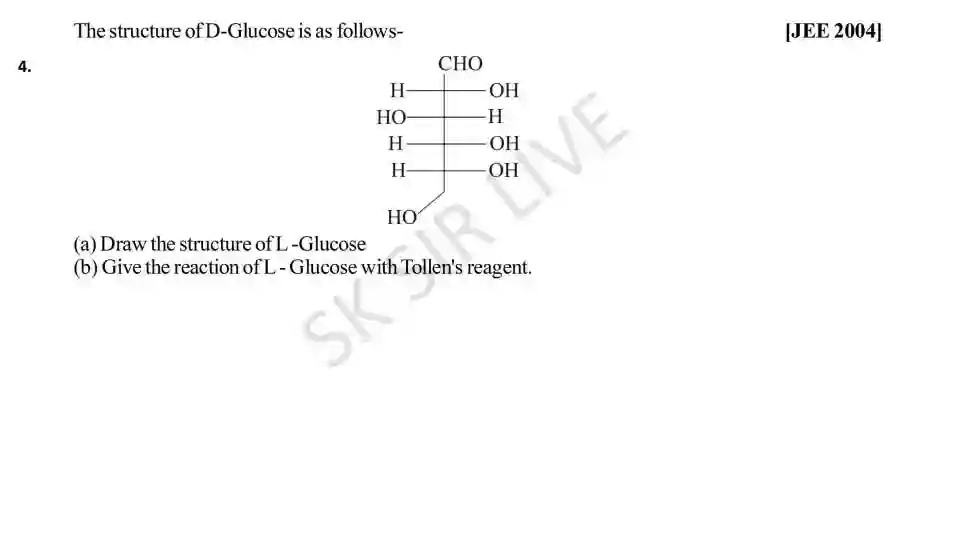 The structure of D-Glucose is as follows- [JEE 2004]
4.
CHO
H OH
HO H
H OH
H OH
HO
(a) Draw the structure of L -Glucose
(b) Give the reaction of L - Glucose with Tollen's reagent.
SK SIR LIVE